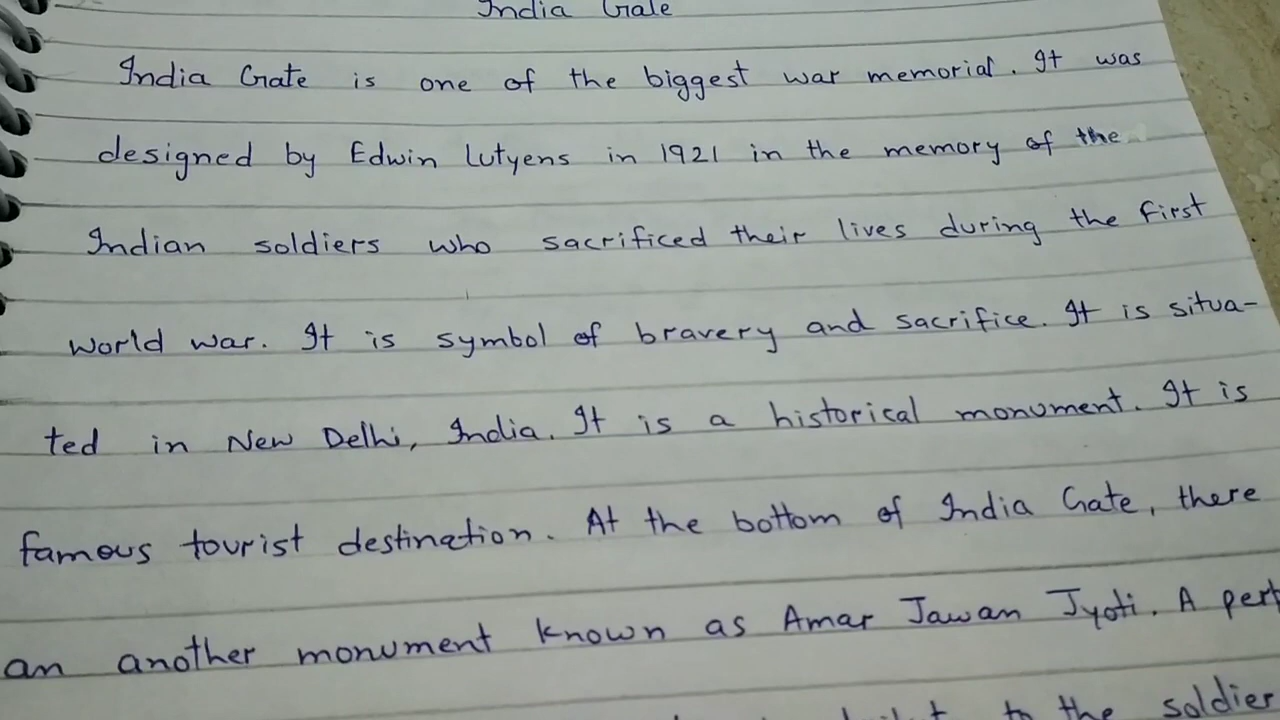 India Gate
India Gate is one of the biggest war memorial. It was
designed by Edwin Lutyens in 1921 in the memory of the
Indian soldiers who sacrificed their lives during the first
world war. It is symbol of bravery and sacrifice. It is situa-
ted in New Delhi, India. It is a historical monument. It is
famous tourist destination. At the bottom of India Gate, there
an another monument known as Amar Jawan Jyoti. A pert
to the soldier